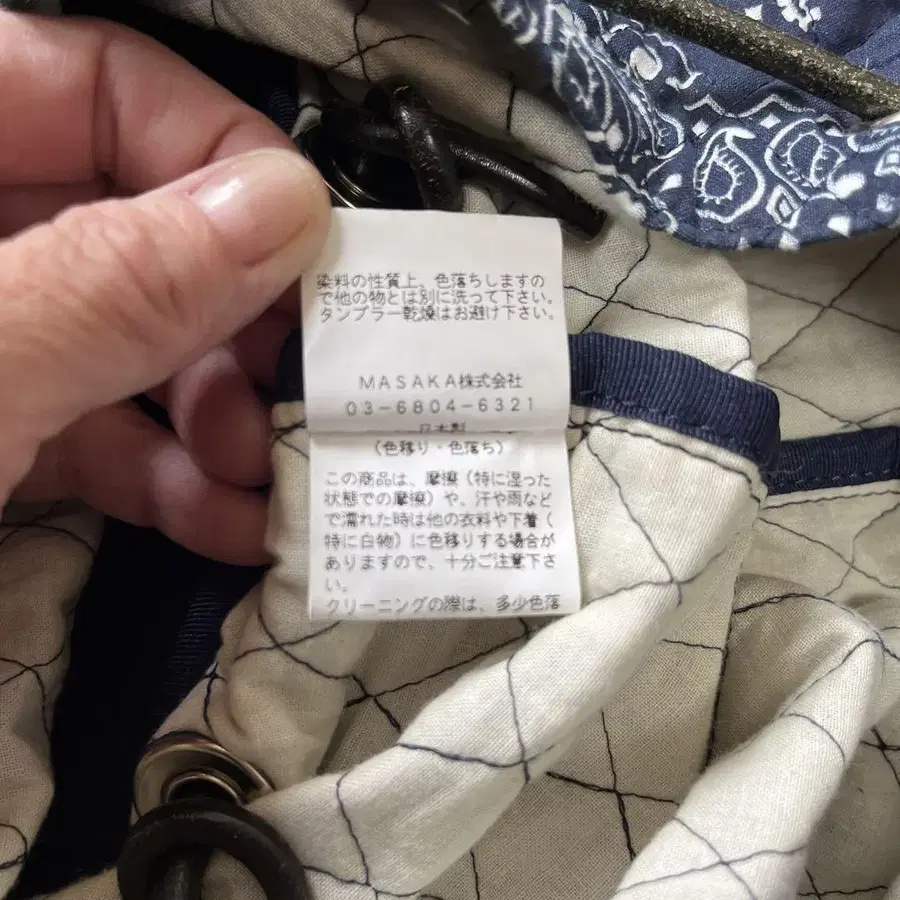 染料の性質上、色落ちしますの
で他の物とは別に洗って下さい。
タンブラー乾燥はお避け下さい。
MASAKA株式会社
03-6804-6321
日本製
(色移り・色落ち)
この商品は、摩擦(特に湿った
状態での摩擦)や、汗や雨など
で濡れた時は他の衣料や下着(
特に白物)に色移りする場合が
ありますので、十分ご注意下さ
い。
クリーニングの際は、多少色落